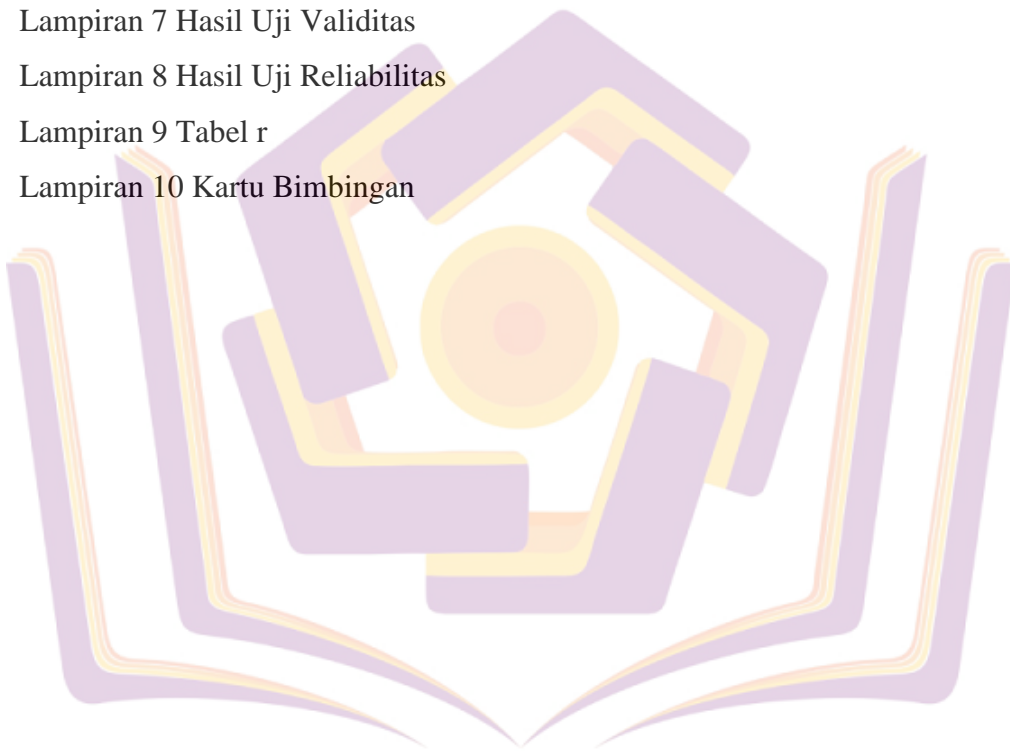 Lampiran 7 Hasil Uji Validitas
Lampiran 8 Hasil Uji Reliabilitas
Lampiran 9 Tabel r
Lampiran 10 Kartu Bimbingan